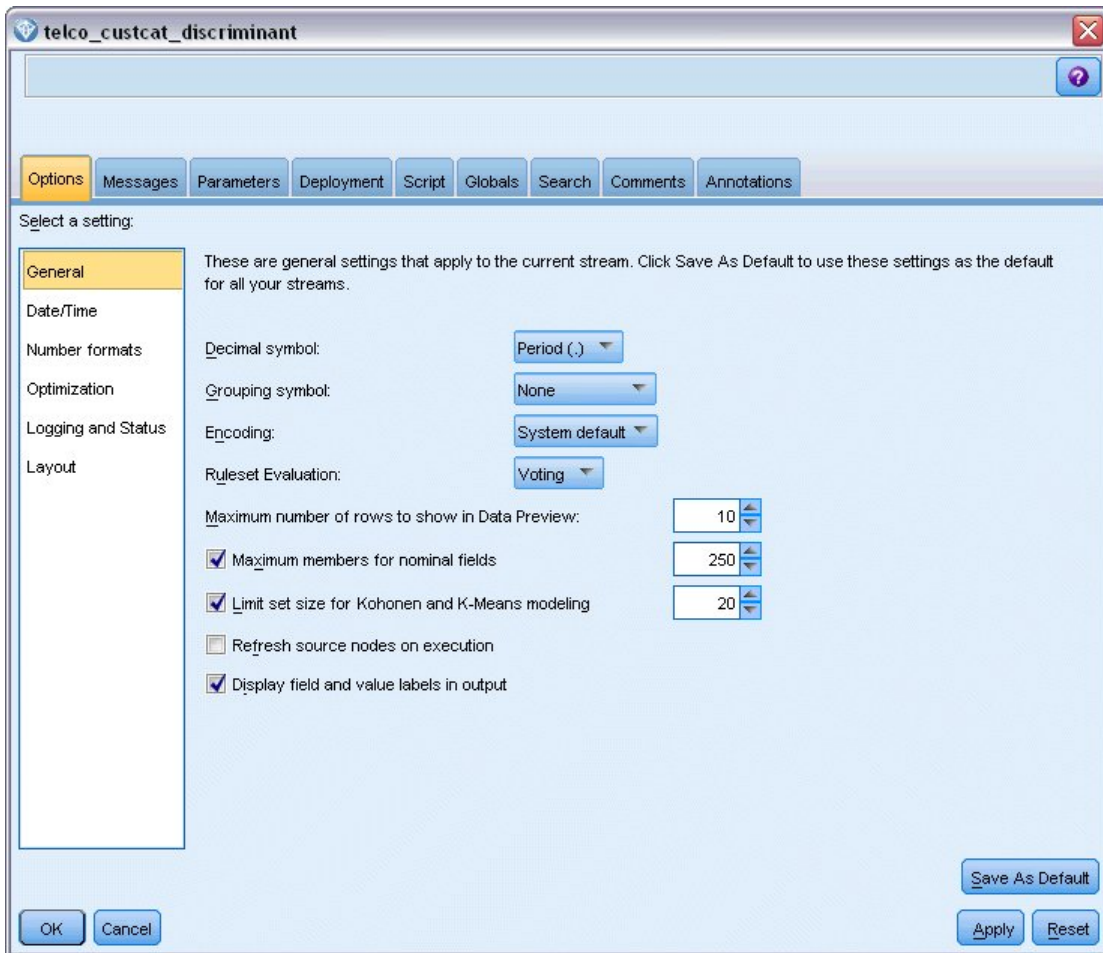 telco_custcat_discriminant
?
Options Messages Parameters Deployment Script Globals Search Comments Annotations
Select a setting:
General
Date/Time
Number formats
Optimization
Logging and Status
Layout
These are general settings that apply to the current stream. Click Save As Default to use these settings as the default
for all your streams.
Decimal symbol: Period (.)
Grouping symbol: None
Encoding: System default
Ruleset Evaluation: Voting
Maximum number of rows to show in Data Preview: 10
Maximum members for nominal fields 250
Limit set size for Kohonen and K-Means modeling 20
Refresh source nodes on execution
Display field and value labels in output
Save As Default
OK Cancel Apply Reset